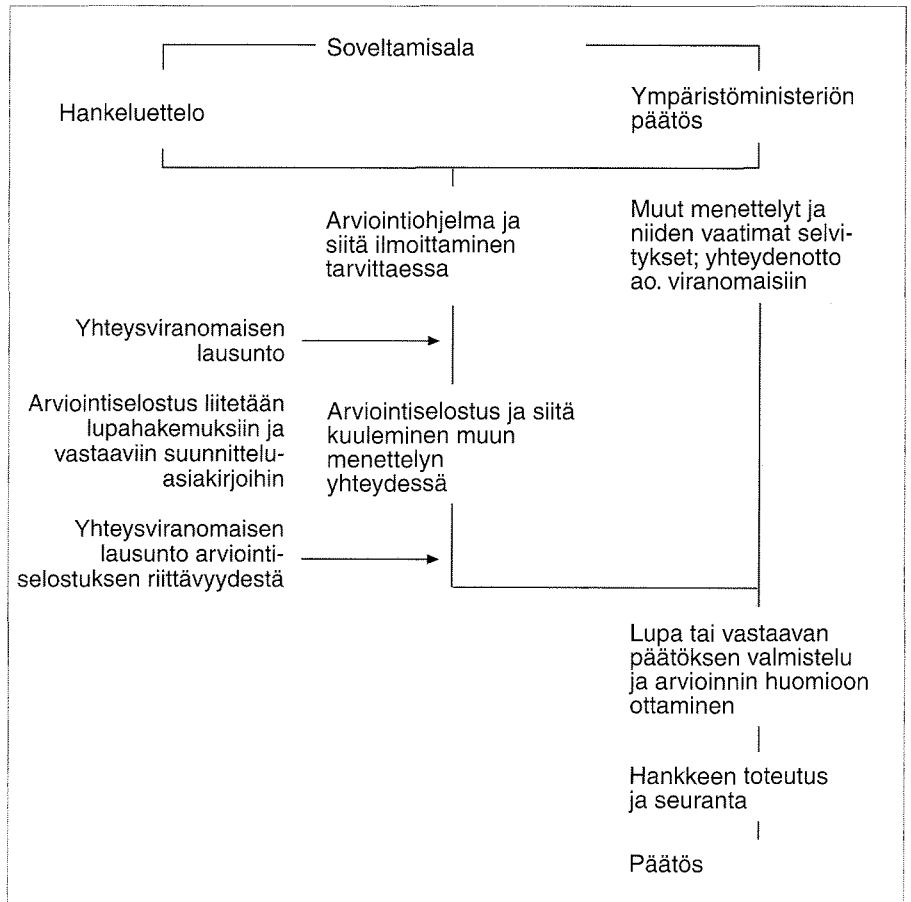 Soveltamisala
Hankeluettelo
Ympäristöministeriön
päätös
Arviointiohjelma ja
siitä ilmoittaminen
tarvittaessa
Muut menettelyt ja
niiden vaatimat selvi-
tykset; yhteydenotto
ao. viranomaisiin
Yhteysviranomaisen
lausunto
Arviointiselostus liitetään
lupahakemuksiin ja
vastaaviin suunnittelu-
asiakirjoihin
Arviointiselostus ja siitä
kuuleminen muun
menettelyn
yhteydessä
Yhteysviranomaisen
lausunto arviointi-
selostuksen riittävyydestä
Lupa tai vastaavan
päätöksen valmistelu
ja arvioinnin huomioon
ottaminen
Hankkeen toteutus
ja seuranta
Päätös